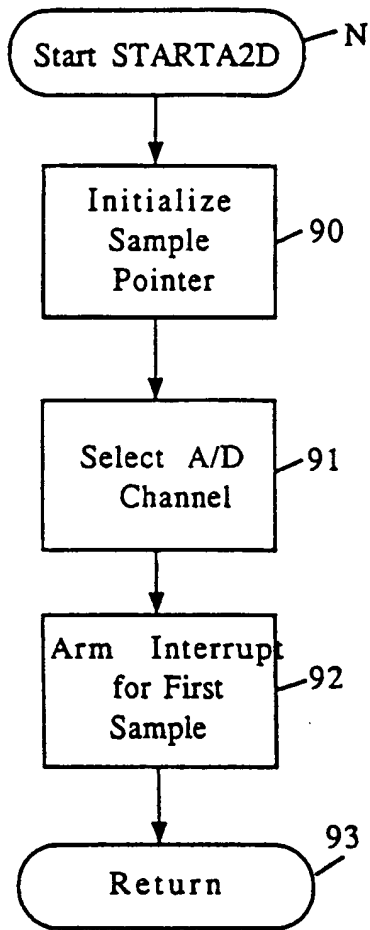 Start STARTA2D
N
Initialize
Sample
Pointer
90
Select A/D
Channel
91
Arm Interrupt
for First
Sample
92
93
Return